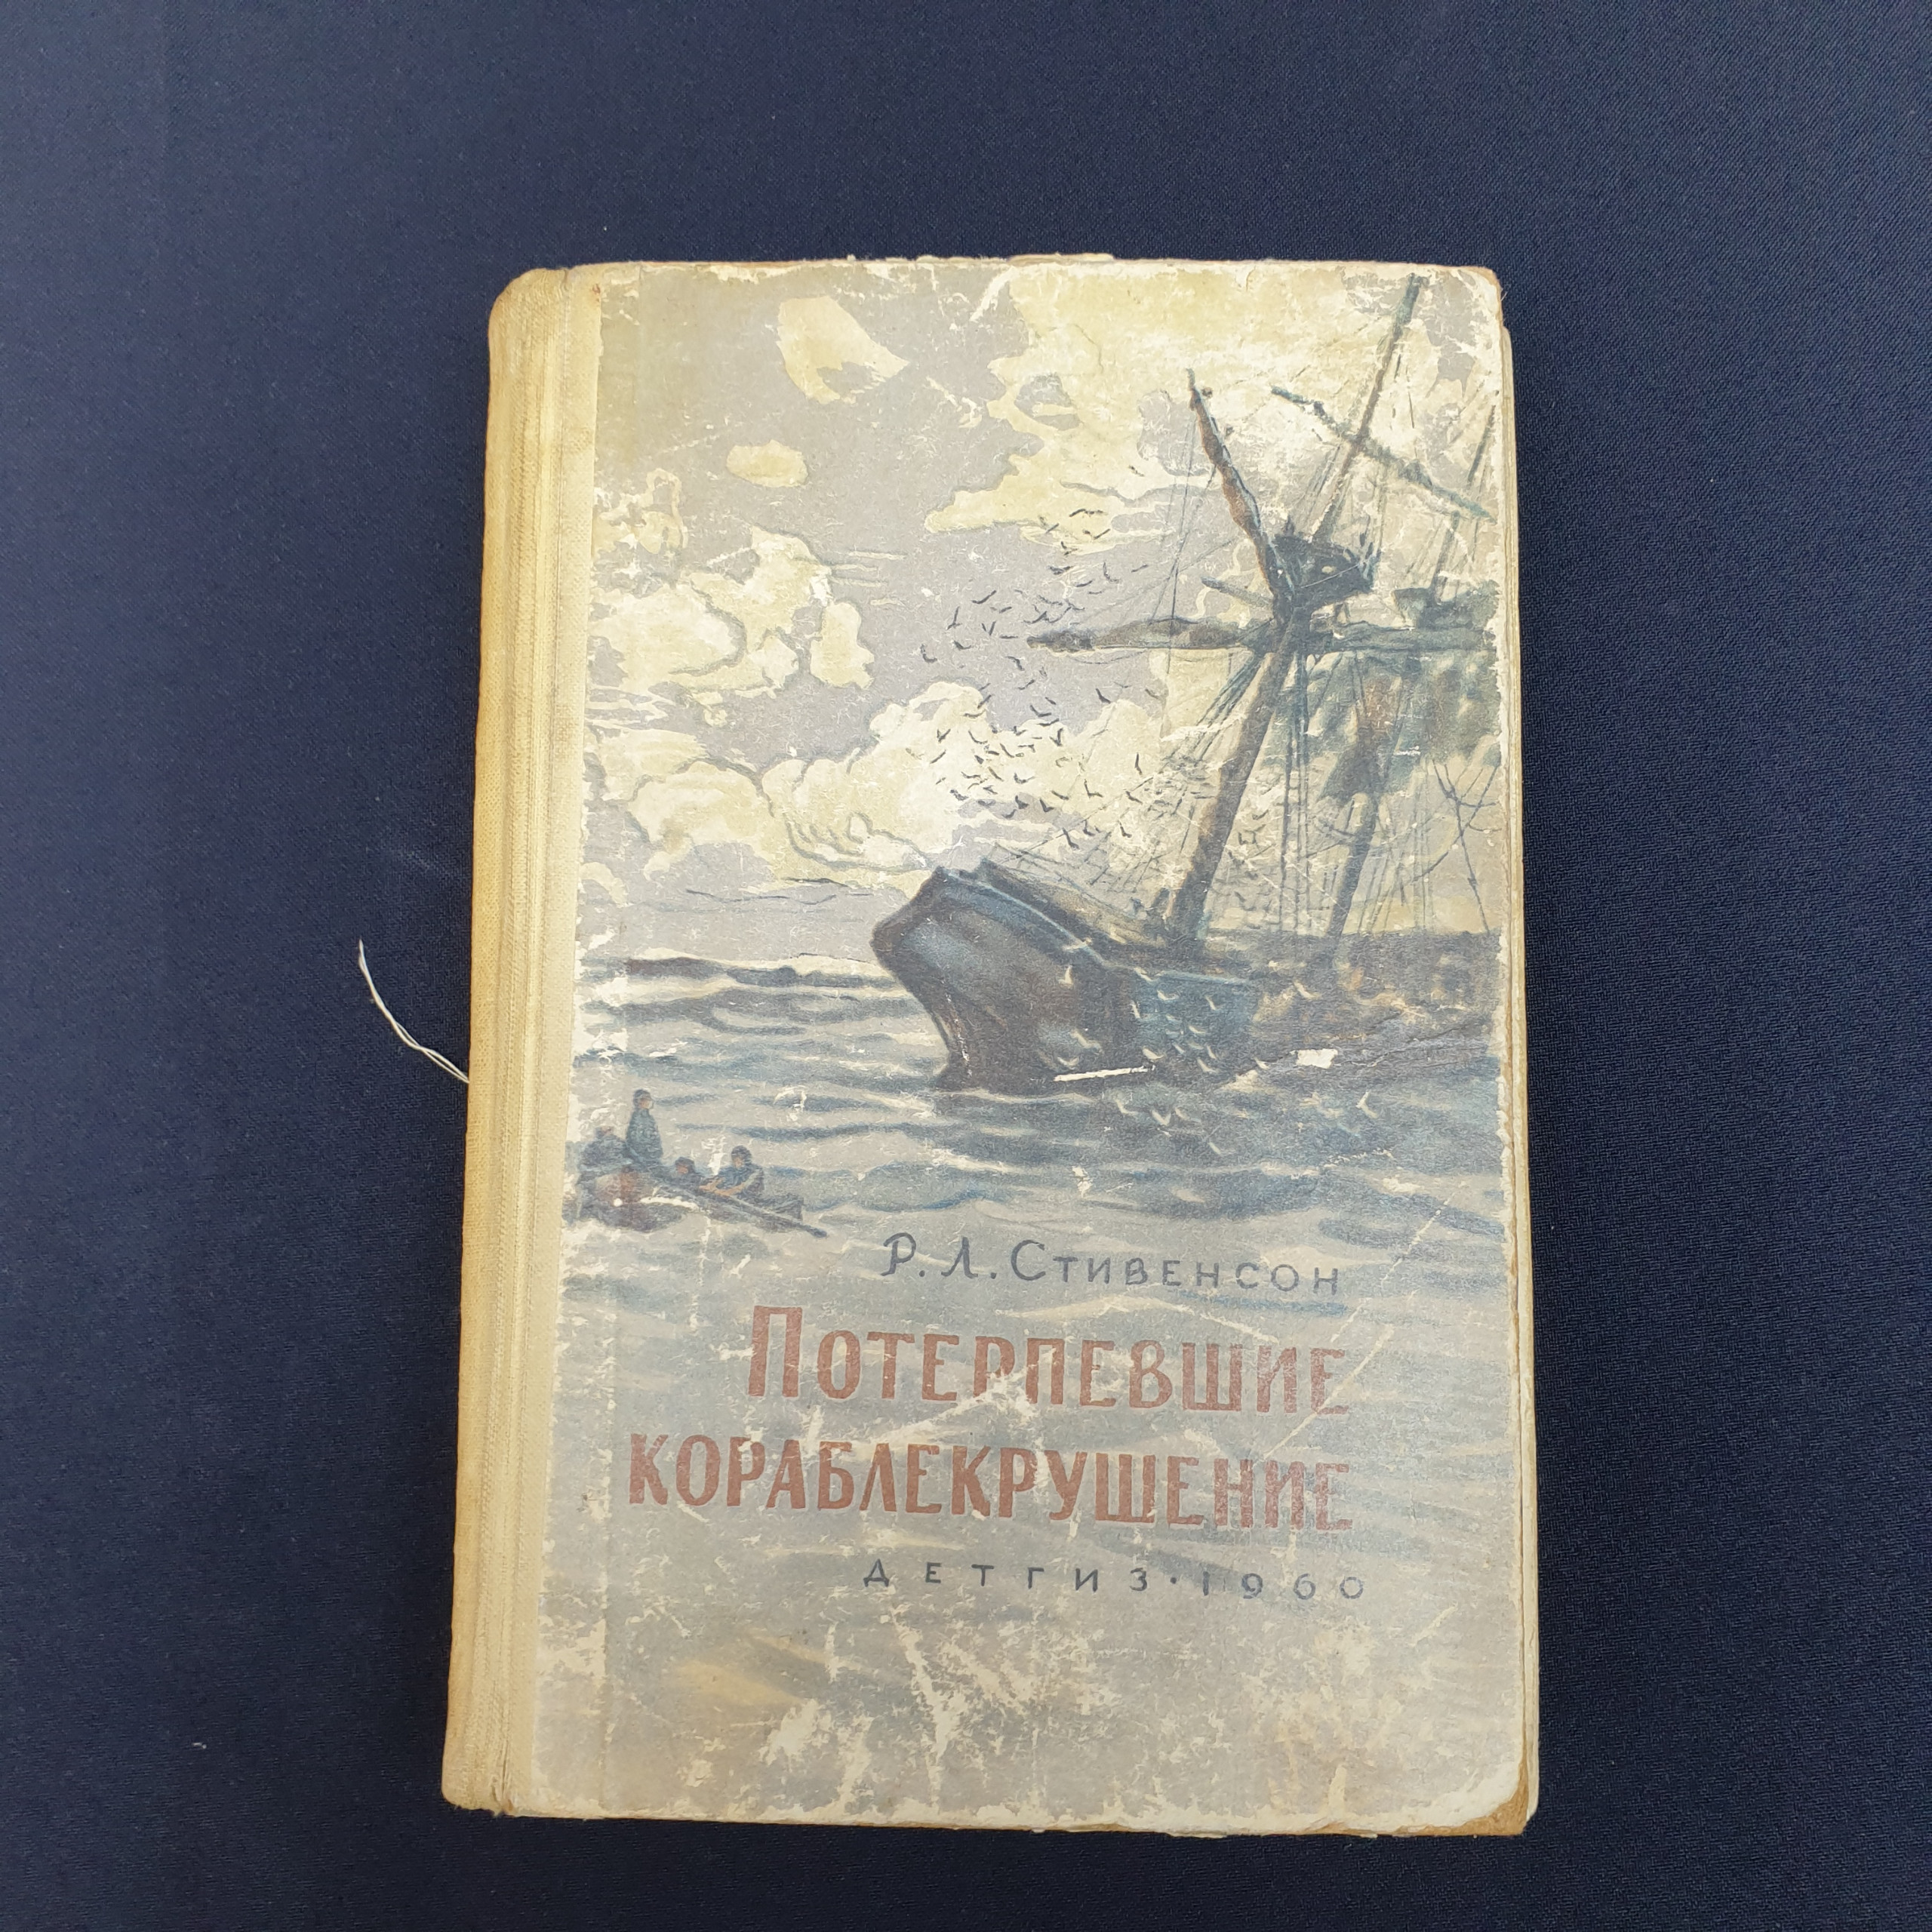 Р. Л. Стивенсон
Потерпевшие
кораблекрушение
Детгиз · 1960